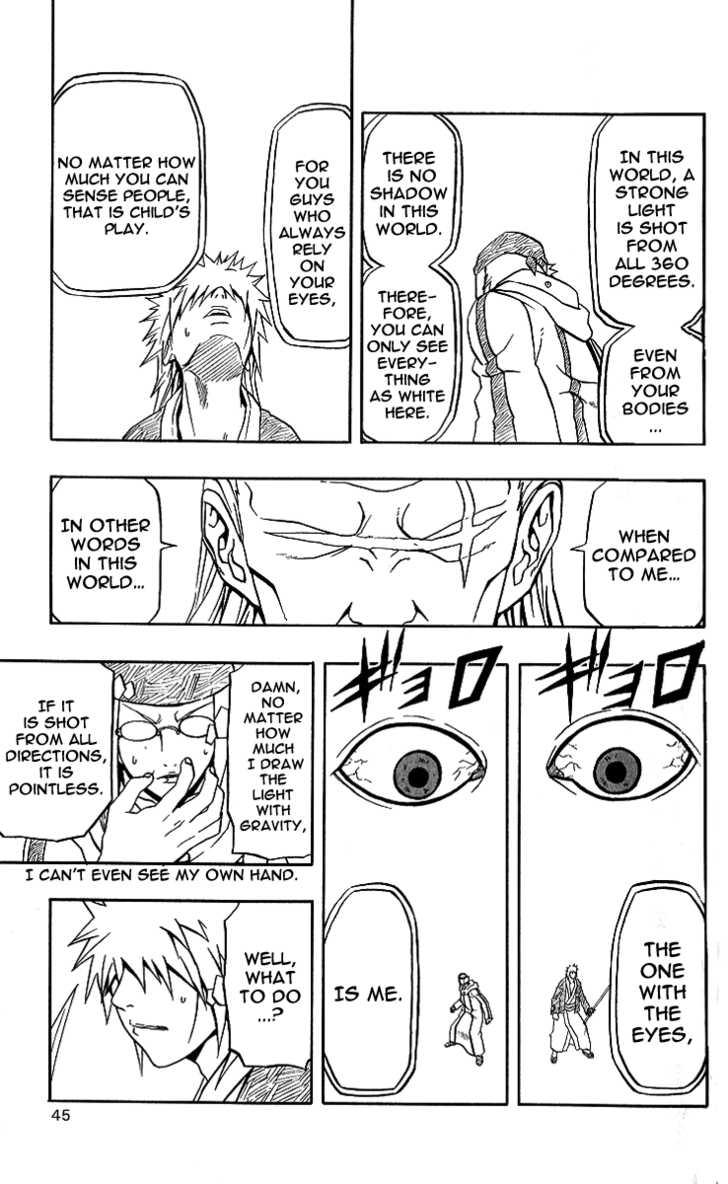 IN THIS
WORLD, A
STRONG
LIGHT
IS SHOT
FROM
ALL 360
DEGREES.
EVEN
FROM
YOUR
BODIES
...
THERE
IS NO
SHADOW
IN THIS
WORLD.
THERE-
FORE,
YOU CAN
ONLY SEE
EVERY-
THING
AS WHITE
HERE.
FOR
YOU
GUYS
WHO
ALWAYS
RELY
ON
YOUR
EYES,
NO MATTER HOW
MUCH YOU CAN
SENSE PEOPLE,
THAT IS CHILD'S
PLAY.
WHEN
COMPARED
TO ME...
IN OTHER
WORDS
IN THIS
WORLD...
ギョロ
THE
ONE
WITH
THE
EYES,
ギョロ
IS ME.
DAMN,
NO
MATTER
HOW
MUCH
I DRAW
THE
LIGHT
WITH
GRAVITY,
IF IT
IS SHOT
FROM ALL
DIRECTIONS,
IT IS
POINTLESS.
I CAN'T EVEN SEE MY OWN HAND.
WELL,
WHAT
TO DO
...?
45